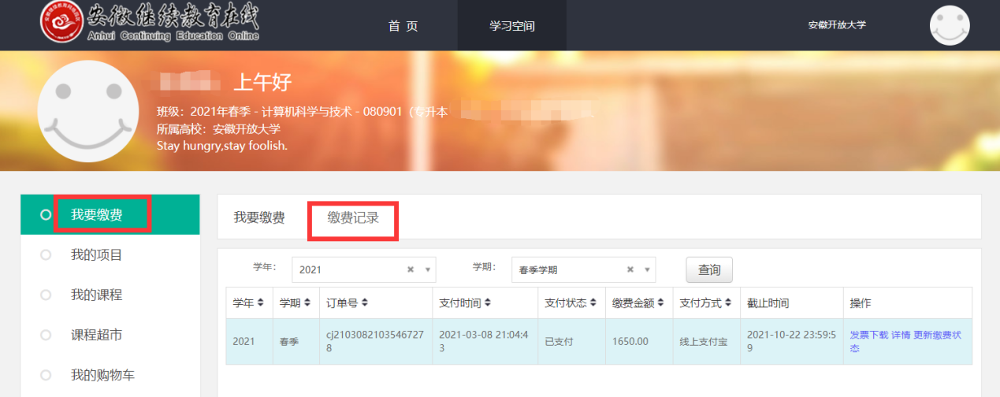 安徽继续教育在线
Anhui Continuing Education Online
首 页
学习空间
安徽开放大学
上午好
班级：2021年春季 - 计算机科学与技术 - 080901（专升本
所属高校：安徽开放大学
Stay hungry,stay foolish.
我要缴费
我的项目
我的课程
课程超市
我的购物车
我要缴费
缴费记录
学年：
2021
学期：
春季学期
查询
学年
学期
订单号
支付时间
支付状态
缴费金额
支付方式
截止时间
操作
2021
春季
cj2103082103546727
8
2021-03-08 21:04:4
3
已支付
1650.00
线上支付宝
2021-10-22 23:59:5
9
发票下载 详情 更新缴费状
态